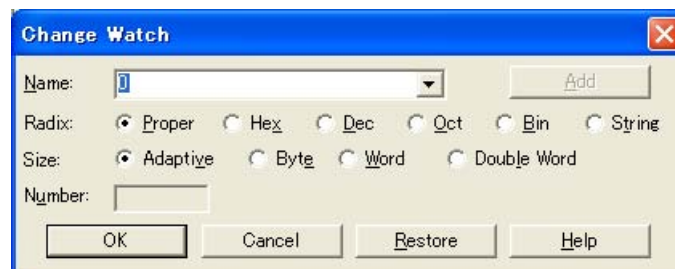 Change Watch
Name: Add
Radix: Proper Hex Dec Oct Bin String
Size: Adaptive Byte Word Double Word
Number:
OK Cancel Restore Help